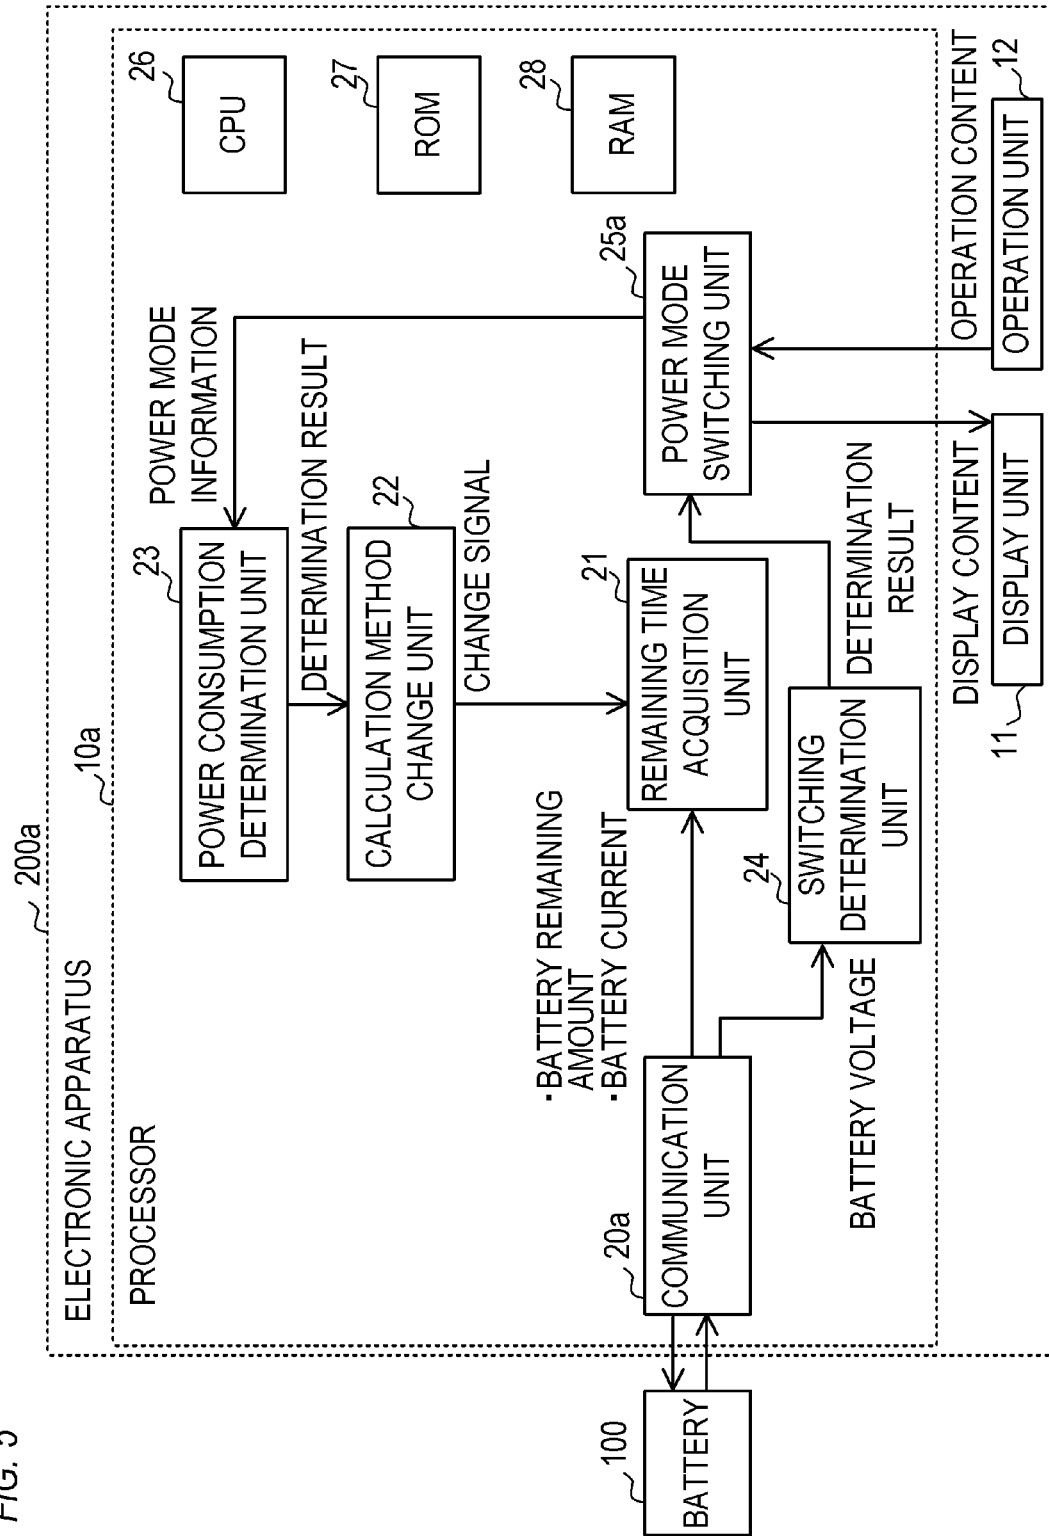 FIG. 5
ELECTRONIC APPARATUS
200a
PROCESSOR
10a
23
POWER CONSUMPTION
DETERMINATION UNIT
POWER MODE
INFORMATION
DETERMINATION RESULT
22
CALCULATION METHOD
CHANGE UNIT
CHANGE SIGNAL
26
CPU
27
ROM
28
RAM
100
BATTERY
20a
COMMUNICATION
UNIT
・BATTERY REMAINING
AMOUNT
・BATTERY CURRENT
21
REMAINING TIME
ACQUISITION
UNIT
25a
POWER MODE
SWITCHING UNIT
BATTERY VOLTAGE
24
SWITCHING
DETERMINATION
UNIT
DETERMINATION
RESULT
DISPLAY CONTENT
11
DISPLAY UNIT
OPERATION CONTENT
12
OPERATION UNIT